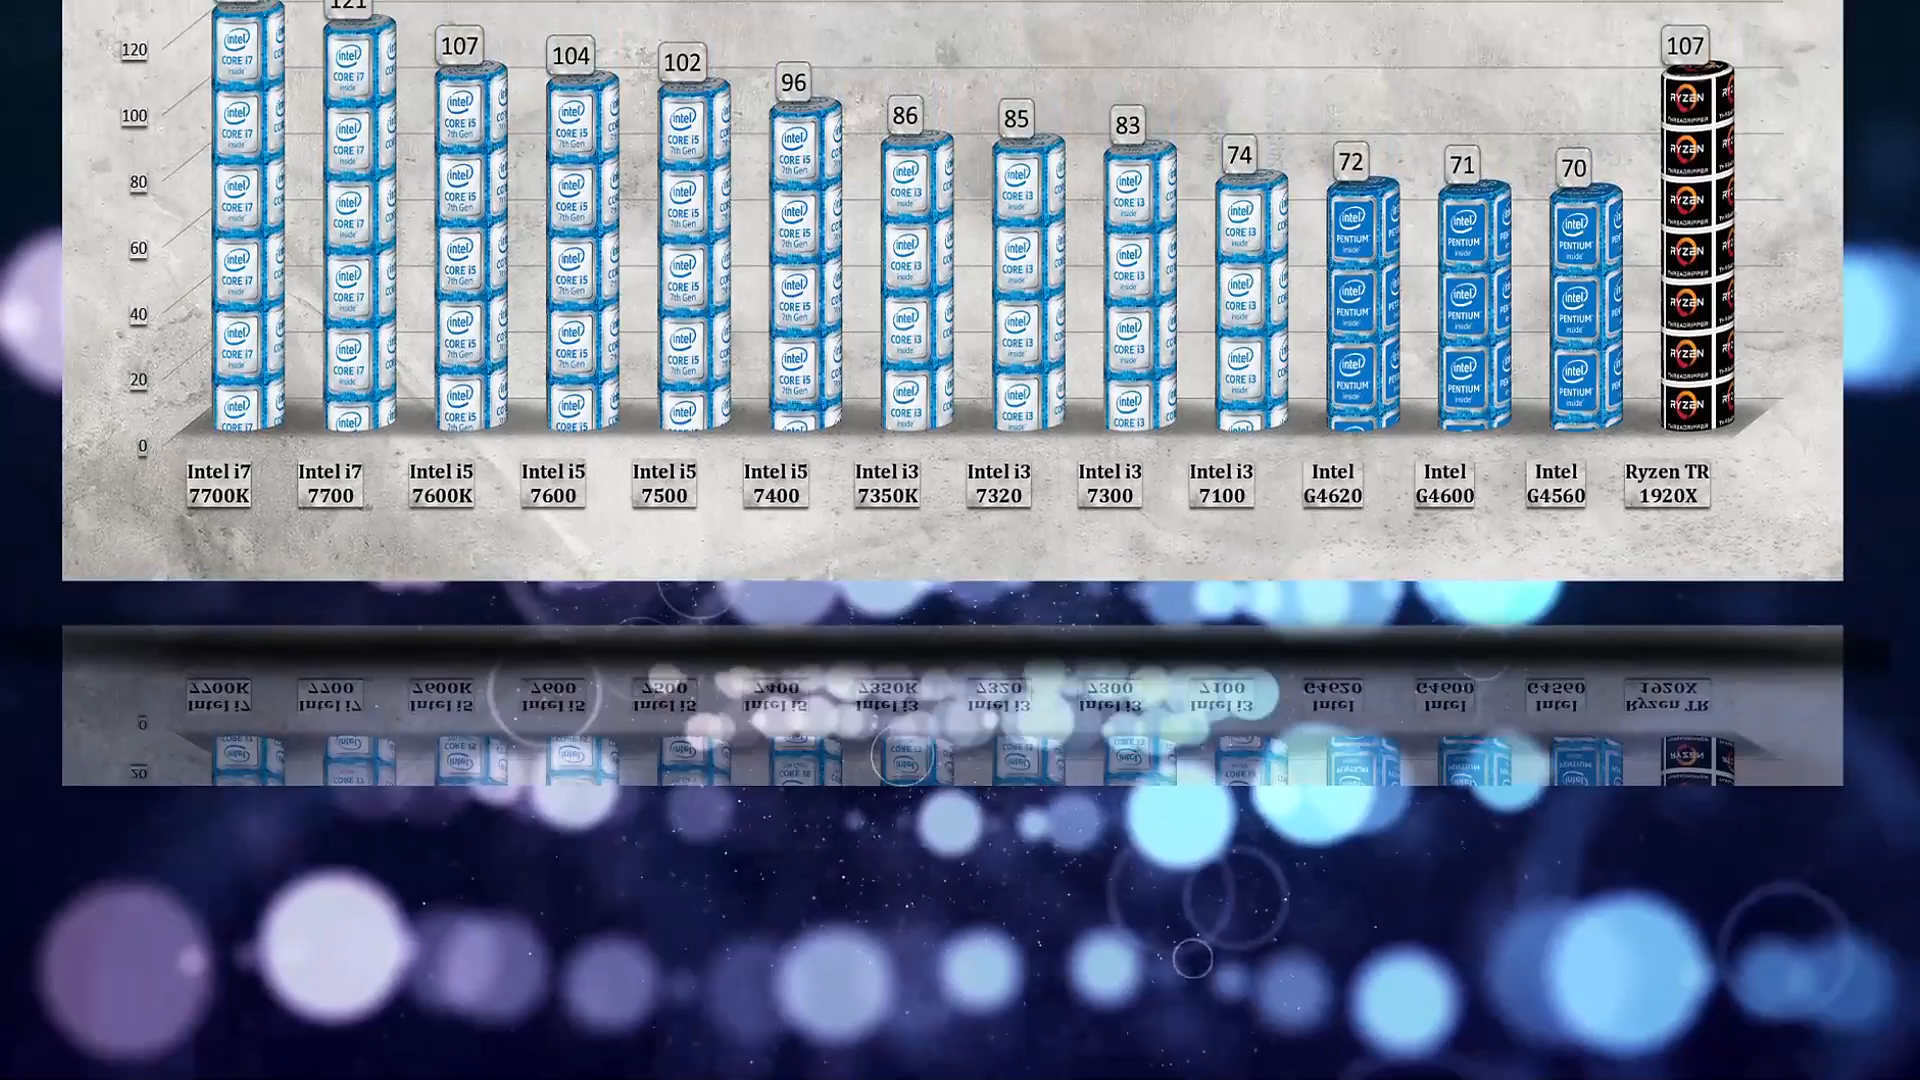 121
107
104
102
96
86
85
83
74
72
71
70
107
120
100
80
60
40
20
0
Intel i7
7700K
Intel i7
7700
Intel i5
7600K
Intel i5
7600
Intel i5
7500
Intel i5
7400
Intel i3
7350K
Intel i3
7320
Intel i3
7300
Intel i3
7100
Intel
G4620
Intel
G4600
Intel
G4560
Ryzen TR
1920X